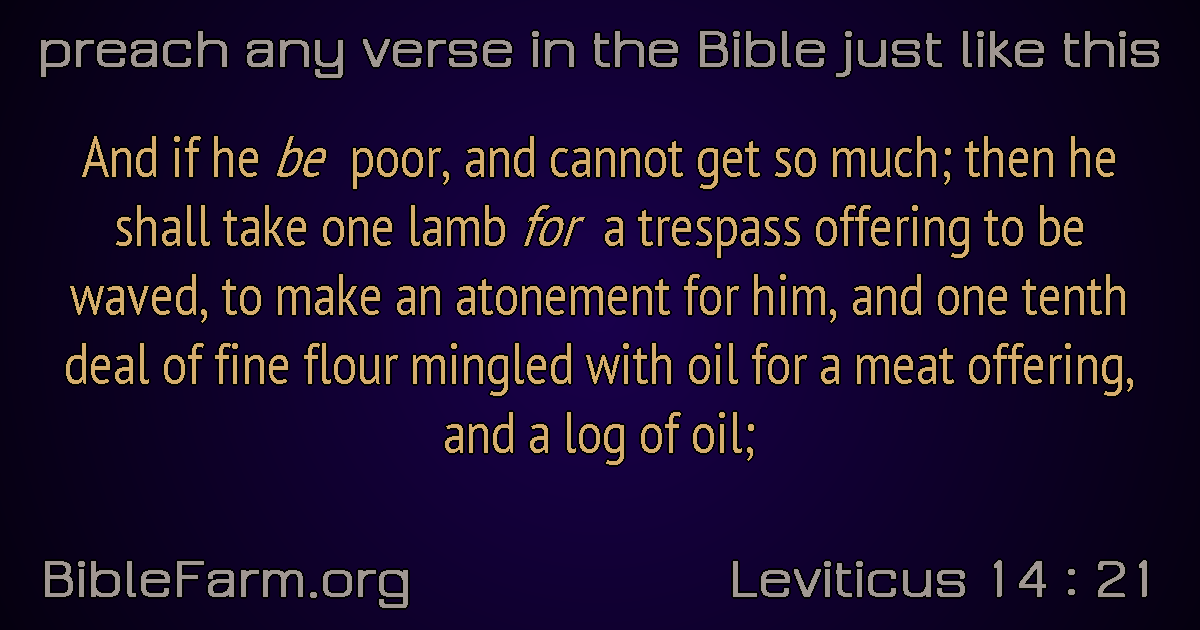 preach any verse in the Bible just like this
And if he be poor, and cannot get so much; then he
shall take one lamb for a trespass offering to be
waved, to make an atonement for him, and one tenth
deal of fine flour mingled with oil for a meat offering,
and a log of oil;
BibleFarm.org
Leviticus 14 : 21